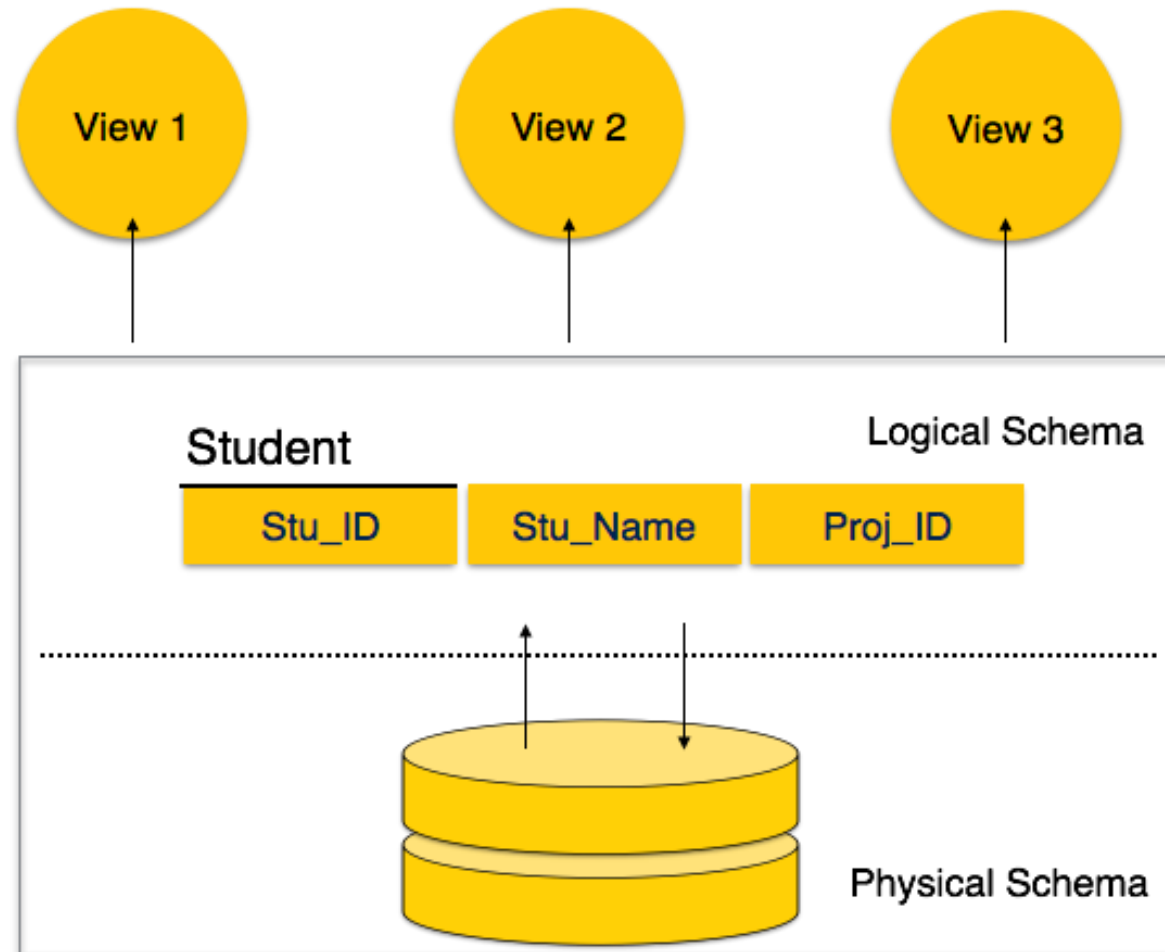 View 1
View 2
View 3
Logical Schema
Student
Stu_ID
Stu_Name
Proj_ID
Physical Schema